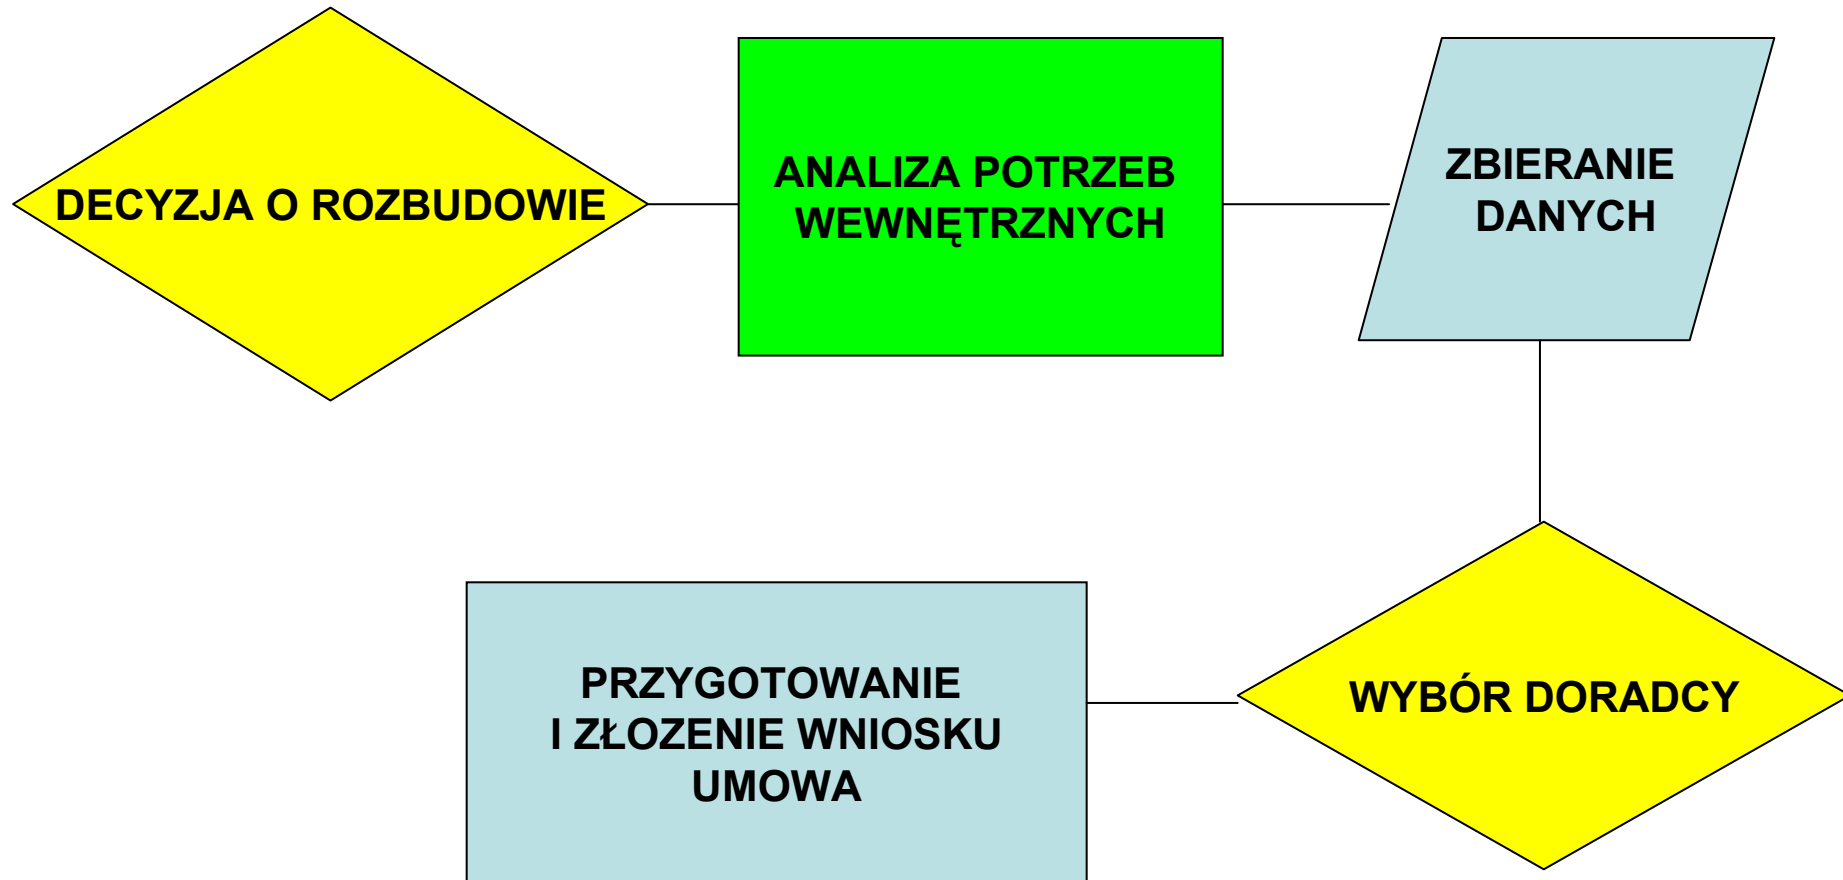 DECYZJA O ROZBUDOWIE
ANALIZA POTRZEB
WEWNĘTRZNYCH
ZBIERANIE
DANYCH
WYBÓR DORADCY
PRZYGOTOWANIE
I ZŁOZENIE WNIOSKU
UMOWA